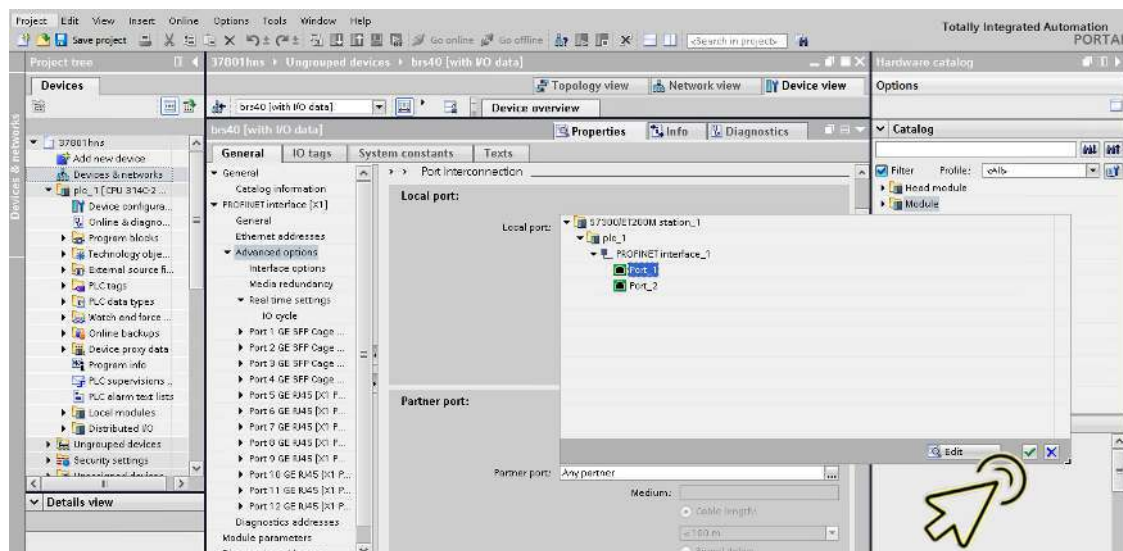 Project Edit View Insert Online Options Tools Window Help
Totally Integrated Automation
PORTAL
Save project Go online Go offline <Search in project>
Project tree
37801hns Ungrouped devices brs40 [with I/O data]
Hardware catalog
Devices
Topology view Network view Device view
Options
brs40 [with I/O data]
Device overview
Devices & networks
brs40 [with I/O data]
Properties Info Diagnostics
Catalog
General IO tags System constants Texts
Filter Profile: <All>
Head module
Module
37801hns
Add new device
Devices & networks
plc_1 [CPU 314C-2 ...
Device configura...
Online & diagno...
Program blocks
Technology obje...
External source fi...
PLC tags
PLC data types
Watch and force ...
Online backups
Device proxy data
Program info
PLC supervisions ...
PLC alarm text lists
Local modules
Distributed I/O
Ungrouped devices
Security settings
Details view
General
Catalog information
PROFINET interface [X1]
General
Ethernet addresses
Advanced options
Interface options
Media redundancy
Real time settings
IO cycle
Port 1 GE SFP Cage ...
Port 2 GE SFP Cage ...
Port 3 GE SFP Cage ...
Port 4 GE SFP Cage ...
Port 5 GE RJ45 [X1 P...
Port 6 GE RJ45 [X1 P...
Port 7 GE RJ45 [X1 P...
Port 8 GE RJ45 [X1 P...
Port 9 GE RJ45 [X1 P...
Port 10 GE RJ45 [X1 P...
Port 11 GE RJ45 [X1 P...
Port 12 GE RJ45 [X1 P...
Diagnostics addresses
Module parameters
Port interconnection
Local port:
Local port:
S7300/ET200M station_1
plc_1
PROFINET interface_1
Port_1
Port_2
Edit
Partner port:
Partner port: Any partner
Medium:
Cable length:
<100 m